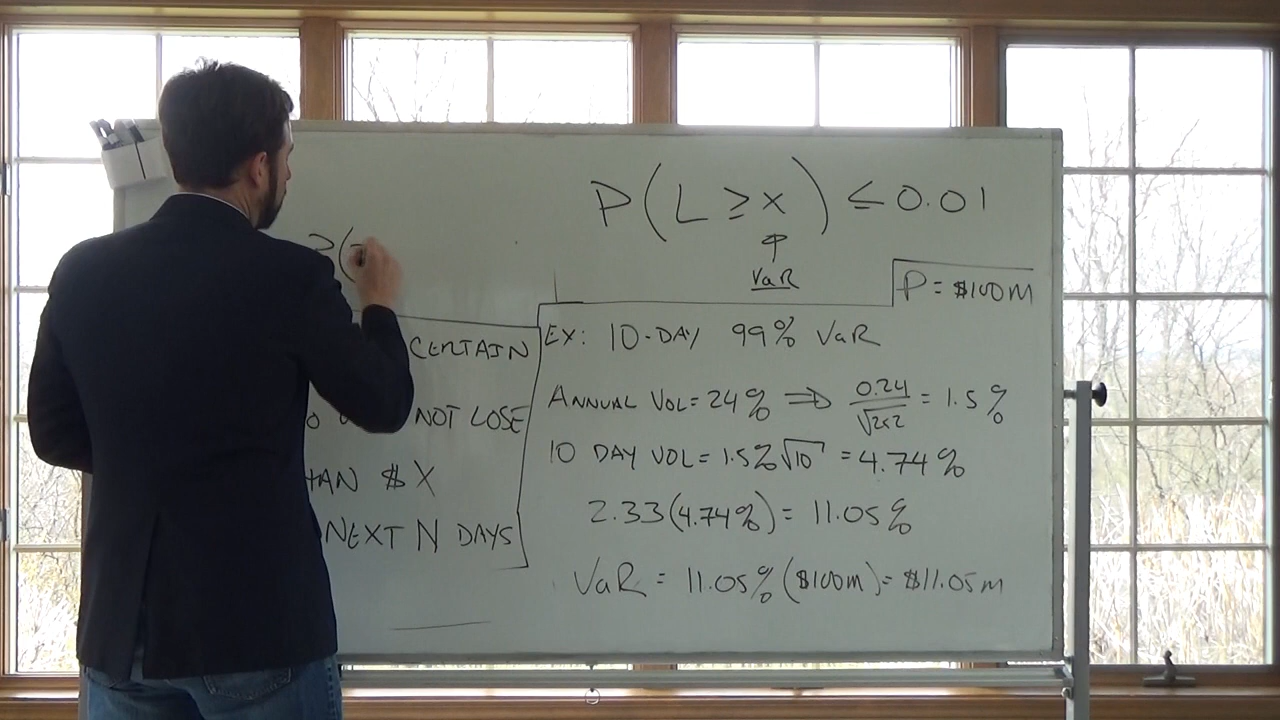 P(L ≥ x) ≤ 0.01
VaR
P = $100M
P(
CERTAIN
NOT LOSE
HAN $ X
NEXT N DAYS
EX: 10-DAY 99% VaR
ANNUAL VOL = 24% ⇒ 0.24/√252 = 1.5%
10 DAY VOL = 1.5%√10 = 4.74%
2.33(4.74%) = 11.05%
VaR = 11.05% ($100M) = $11.05M